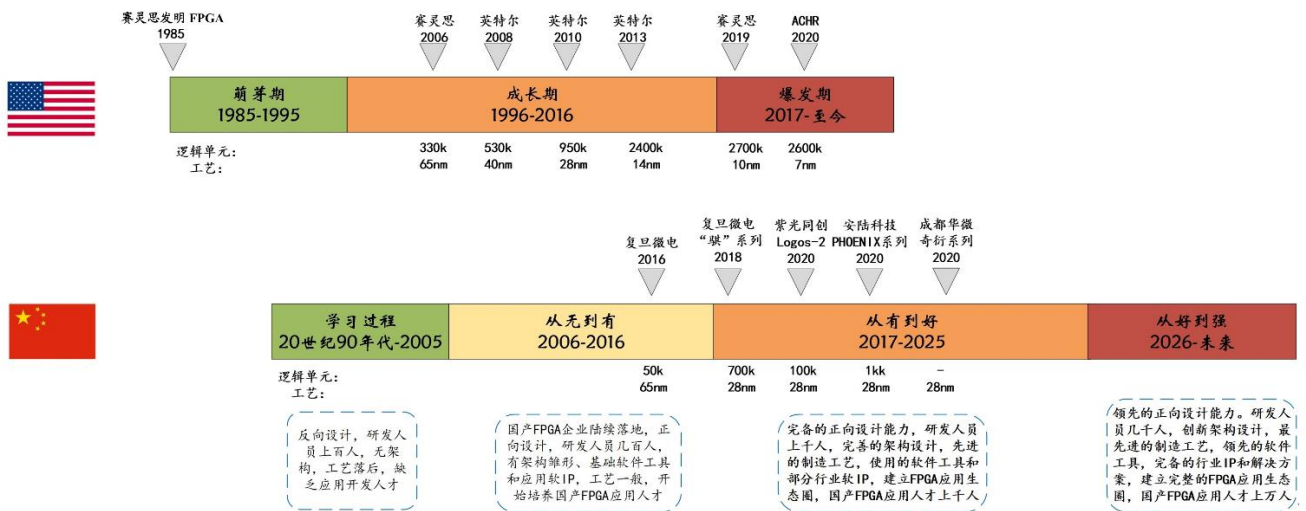 赛灵思发明 FPGA
1985
赛灵思
2006
英特尔
2008
英特尔
2010
英特尔
2013
赛灵思
2019
ACHR
2020
萌芽期
1985-1995
成长期
1996-2016
爆发期
2017-至今
逻辑单元: 330k 530k 950k 2400k 2700k 2600k
工艺: 65nm 40nm 28nm 14nm 10nm 7nm
复旦微电
2016
复旦微电
“骐”系列
2018
紫光同创
Logos-2
2020
安陆科技
PHOENIX系列
2020
成都华微
奇衍系列
2020
学习过程
20世纪90年代-2005
从无到有
2006-2016
从有到好
2017-2025
从好到强
2026-未来
逻辑单元: 50k 700k 100k 1kk -
工艺: 65nm 28nm 28nm 28nm 28nm
反向设计，研发人
员上百人，无架
构，工艺落后，缺
乏应用开发人才
国产FPGA企业陆续落地，正
向设计，研发人员几百人，
有架构雏形、基础软件工具
和应用软IP，工艺一般，开
始培养国产FPGA应用人才
完备的正向设计能力，研发人员
上千人，完善的架构设计，先进
的制造工艺，使用的软件工具和
部分行业软IP，建立FPGA应用生
态圈，国产FPGA应用人才上千人
领先的正向设计能力。研发人
员几千人，创新架构设计，最
先进的制造工艺，领先的软件
工具，完备的行业IP和解决方
案，建立完整的FPGA应用生态
圈，国产FPGA应用人才上万人